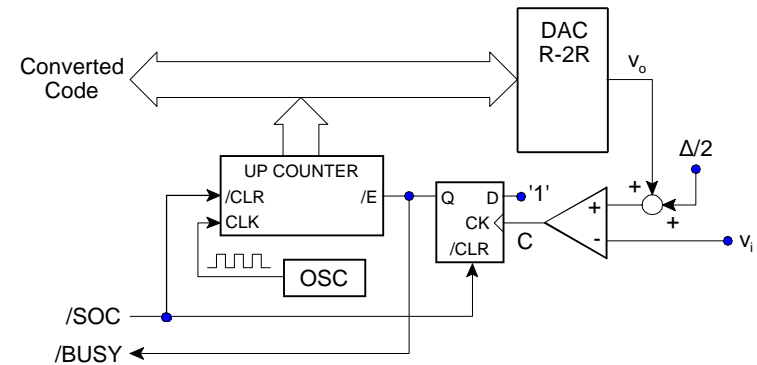 DAC
R-2R
Converted
Code
vo
Δ/2
UP COUNTER
/CLR
/E
CLK
Q
D
'1'
CK
/CLR
C
+
+
+
-
vi
OSC
/SOC
/BUSY